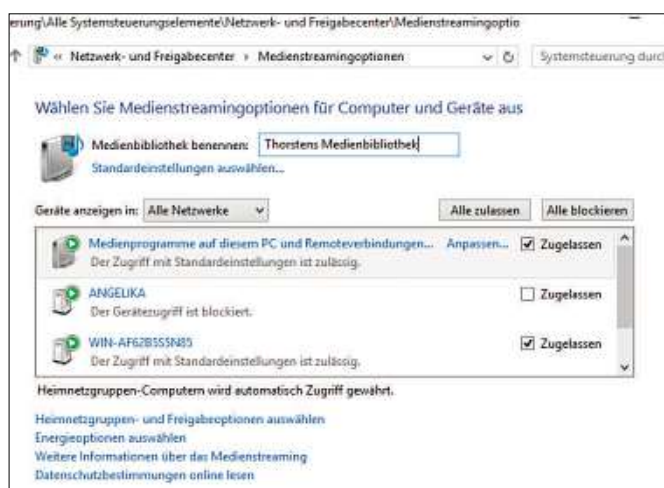 erung\Alle Systemsteuerungselemente\Netzwerk- und Freigabecenter\Medienstreamingoptio
« Netzwerk- und Freigabecenter › Medienstreamingoptionen Systemsteuerung durc
Wählen Sie Medienstreamingoptionen für Computer und Geräte aus
Medienbibliothek benennen: Thorstens Medienbibliothek
Standardeinstellungen auswählen...
Geräte anzeigen in: Alle Netzwerke Alle zulassen Alle blockieren
Medienprogramme auf diesem PC und Remoteverbindungen... Anpassen... Zugelassen
Der Zugriff mit Standardeinstellungen ist zulässig.
ANGELIKA Zugelassen
Der Gerätezugriff ist blockiert.
WIN-AF62BSSSN85 Zugelassen
Der Zugriff mit Standardeinstellungen ist zulässig.
Heimnetzgruppen-Computern wird automatisch Zugriff gewährt.
Heimnetzgruppen- und Freigabeoptionen auswählen
Energieoptionen auswählen
Weitere Informationen über das Medienstreaming
Datenschutzbestimmungen online lesen